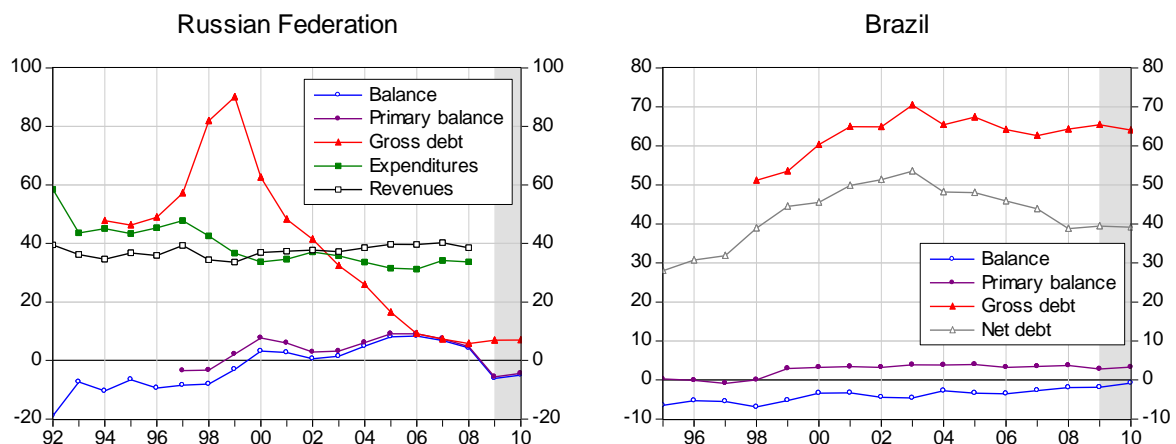 Russian Federation
100
80
60
40
20
0
-20
100
80
60
40
20
0
-20
Balance
Primary balance
Gross debt
Expenditures
Revenues
92 94 96 98 00 02 04 06 08 10
Brazil
80
70
60
50
40
30
20
10
0
-10
80
70
60
50
40
30
20
10
0
-10
Balance
Primary balance
Gross debt
Net debt
96 98 00 02 04 06 08 10